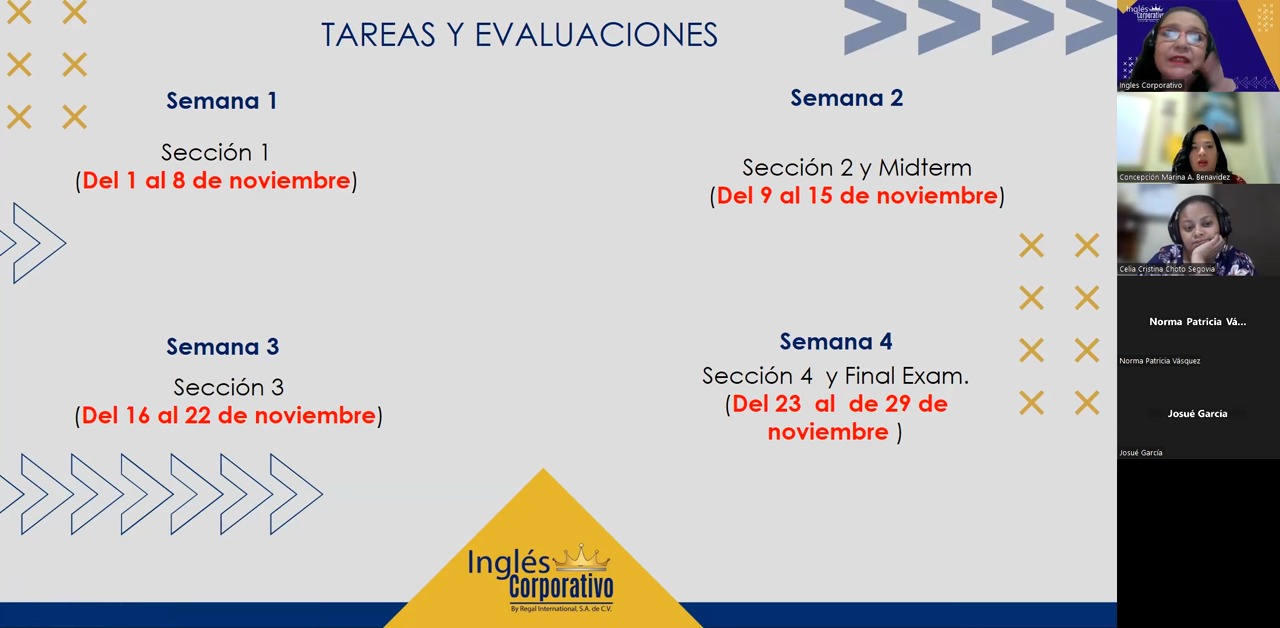 TAREAS Y EVALUACIONES
Semana 1
Sección 1
(Del 1 al 8 de noviembre)
Semana 2
Sección 2 y Midterm
(Del 9 al 15 de noviembre)
Semana 3
Sección 3
(Del 16 al 22 de noviembre)
Semana 4
Sección 4 y Final Exam.
(Del 23 al de 29 de
noviembre )
Inglés
Corporativo
By Regal International, S.A. de C.V.
Inglés
Corporativo
Ingles Corporativo
Concepción Marina A. Benavidez
Celia Cristina Choto Segovia
Norma Patricia Vá...
Norma Patricia Vásquez
Josué García
Josué García